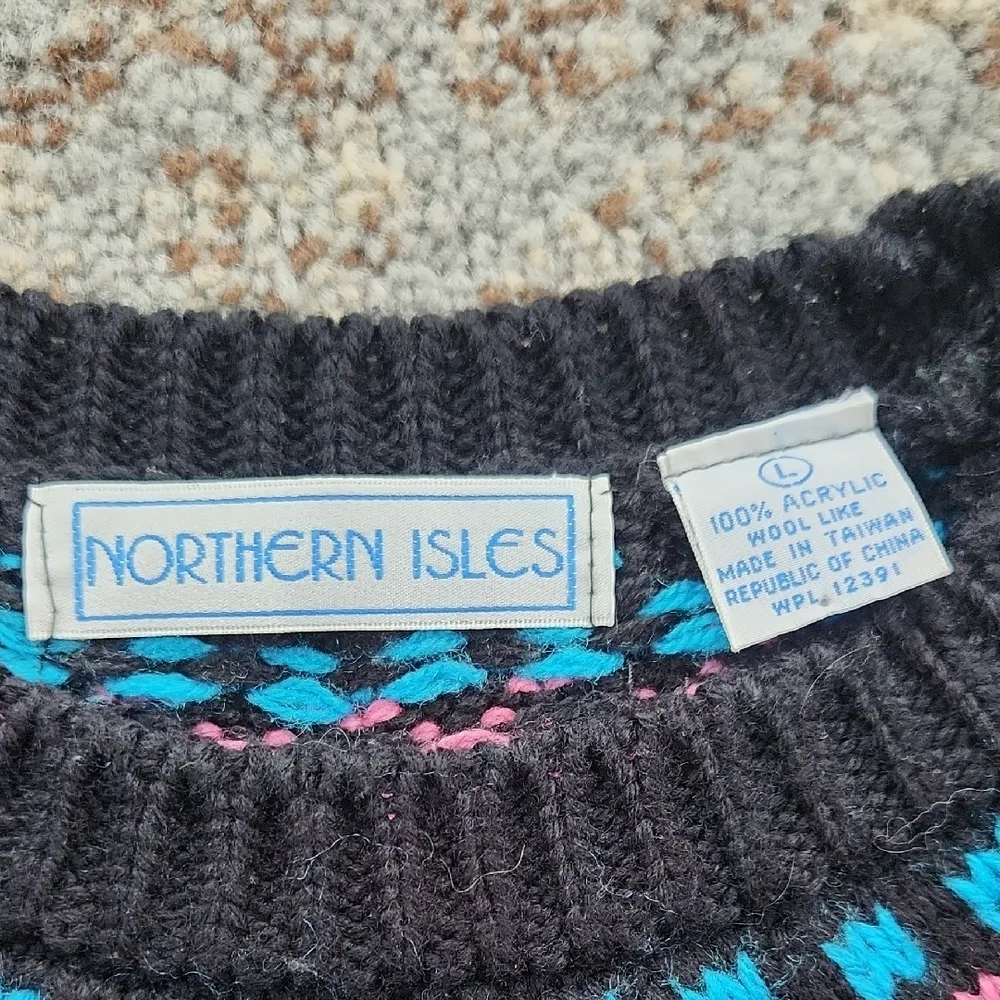 NORTHERN ISLES
L
100% ACRYLIC
WOOL LIKE
MADE IN TAIWAN
REPUBLIC OF CHINA
WPL 12391